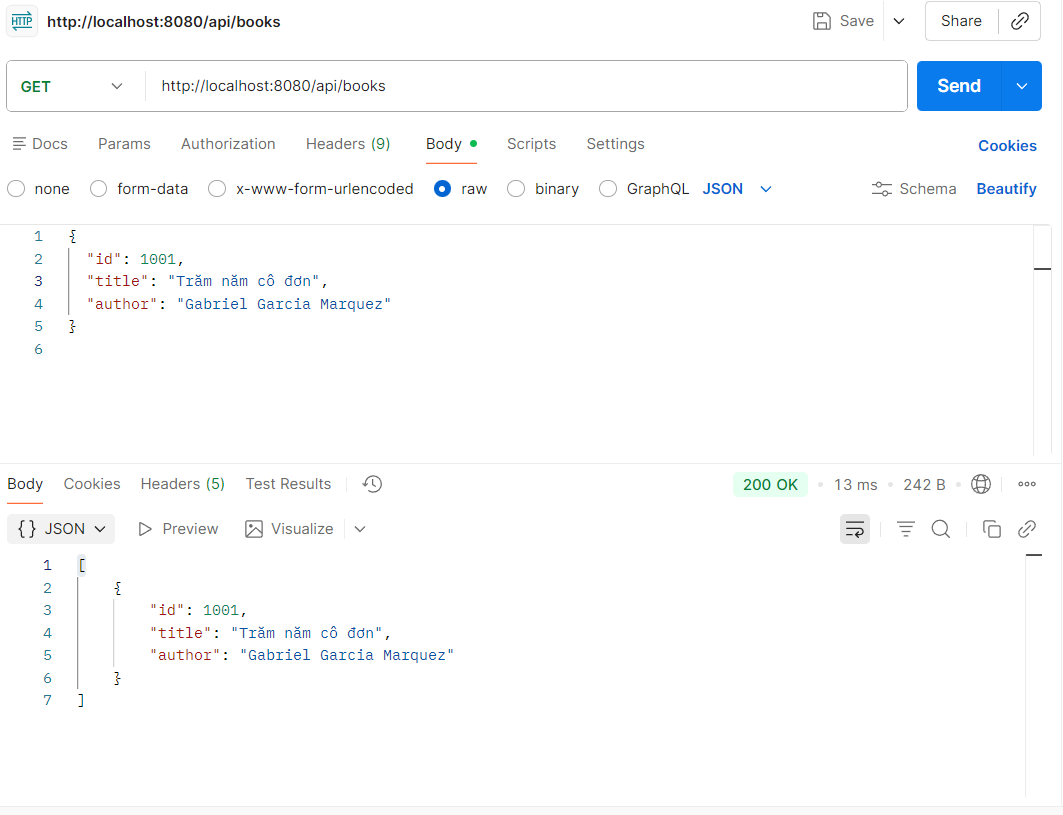 HTTP http://localhost:8080/api/books Save Share
GET http://localhost:8080/api/books Send
Docs Params Authorization Headers (9) Body Scripts Settings Cookies
none form-data x-www-form-urlencoded raw binary GraphQL JSON Schema Beautify
1 {
2 "id": 1001,
3 "title": "Trăm năm cô đơn",
4 "author": "Gabriel Garcia Marquez"
5 }
6
Body Cookies Headers (5) Test Results 200 OK • 13 ms • 242 B •
{} JSON Preview Visualize
1 [
2 {
3 "id": 1001,
4 "title": "Trăm năm cô đơn",
5 "author": "Gabriel Garcia Marquez"
6 }
7 ]